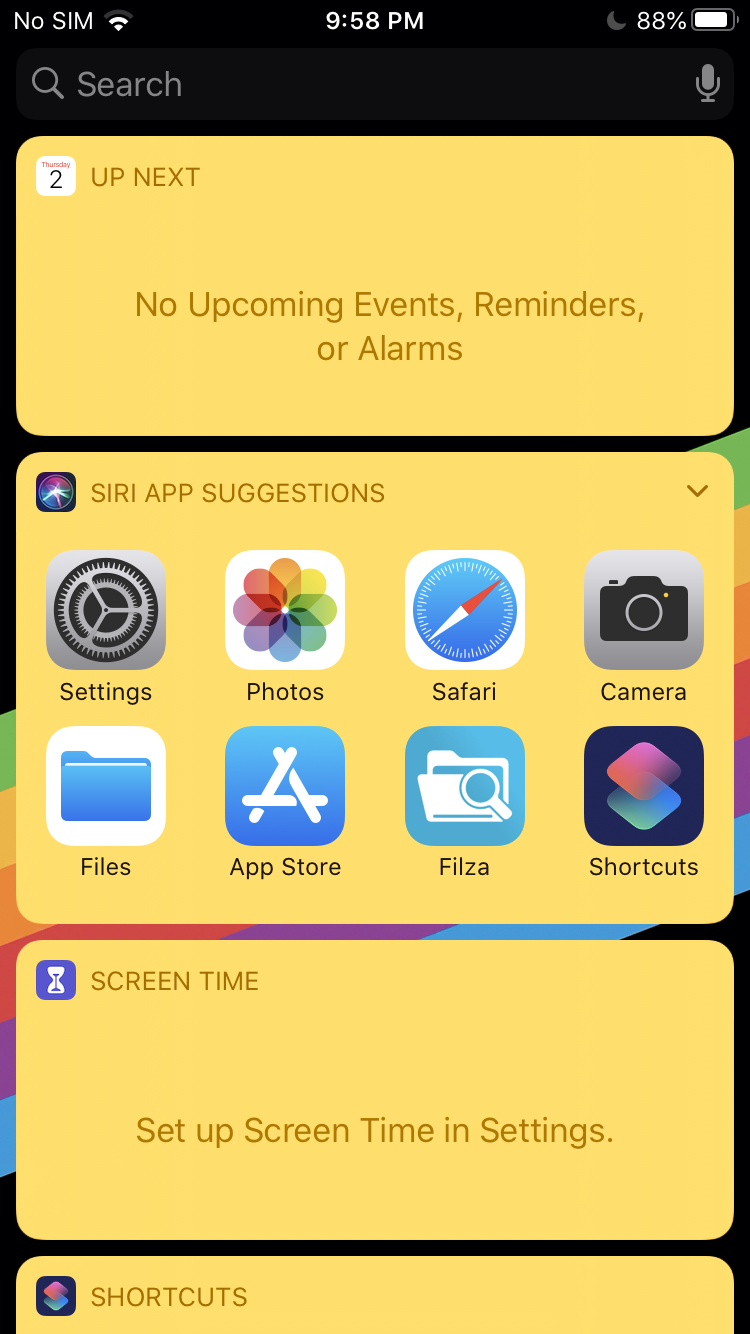 No SIM 9:58 PM 88%
Search
Thursday
2 UP NEXT
No Upcoming Events, Reminders,
or Alarms
SIRI APP SUGGESTIONS
Settings Photos Safari Camera
Files App Store Filza Shortcuts
SCREEN TIME
Set up Screen Time in Settings.
SHORTCUTS